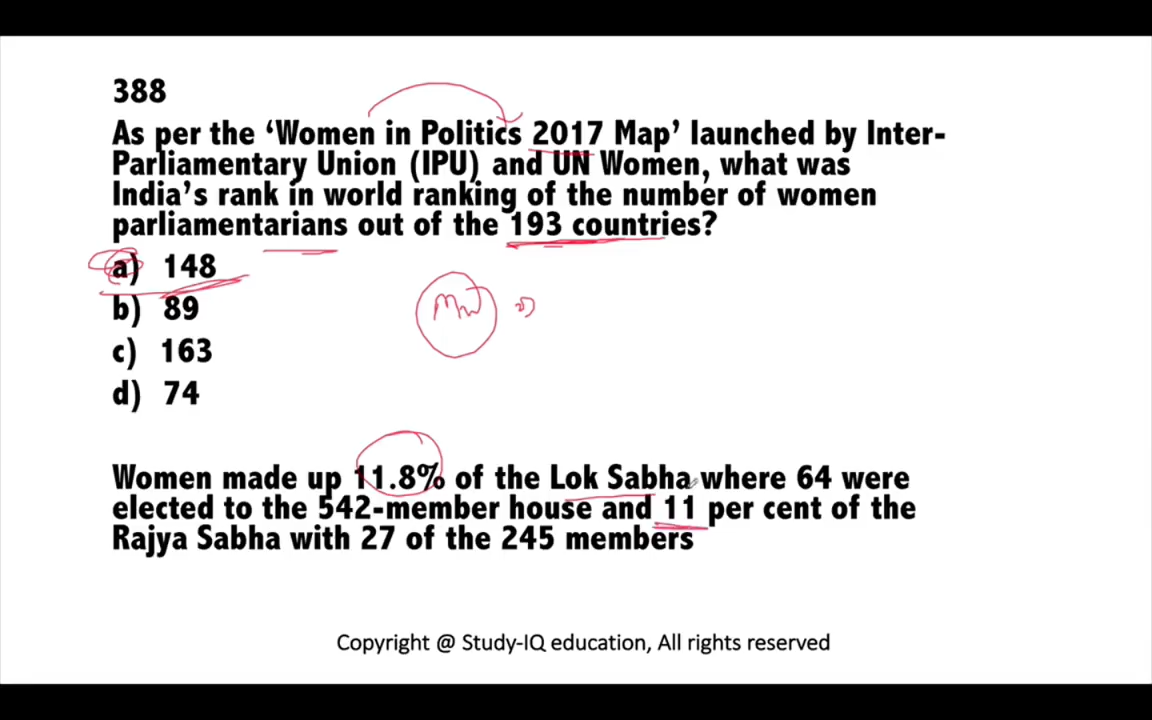 388
As per the ‘Women in Politics 2017 Map’ launched by Inter-
Parliamentary Union (IPU) and UN Women, what was
India’s rank in world ranking of the number of women
parliamentarians out of the 193 countries?
a) 148
b) 89
c) 163
d) 74
Women made up 11.8% of the Lok Sabha where 64 were
elected to the 542-member house and 11 per cent of the
Rajya Sabha with 27 of the 245 members
Copyright @ Study-IQ education, All rights reserved